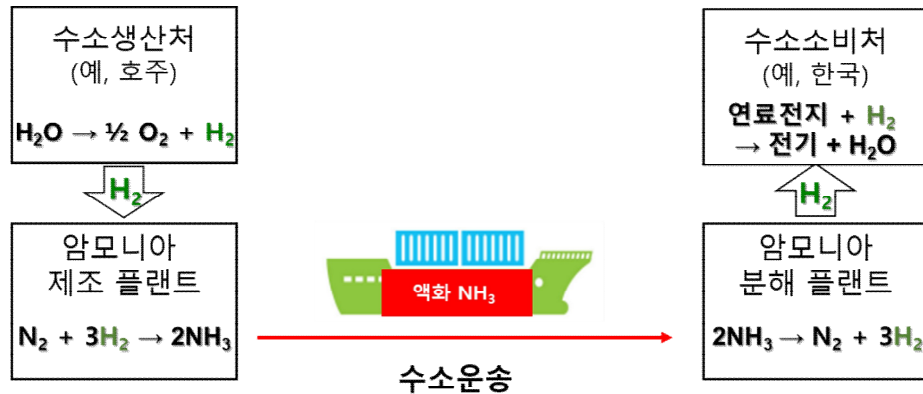 수소생산처
(예, 호주)
H₂O → ½ O₂ + H₂
H₂
암모니아
제조 플랜트
N₂ + 3H₂ → 2NH₃
액화 NH₃
수소운송
수소소비처
(예, 한국)
연료전지 + H₂
→ 전기 + H₂O
H₂
암모니아
분해 플랜트
2NH₃ → N₂ + 3H₂